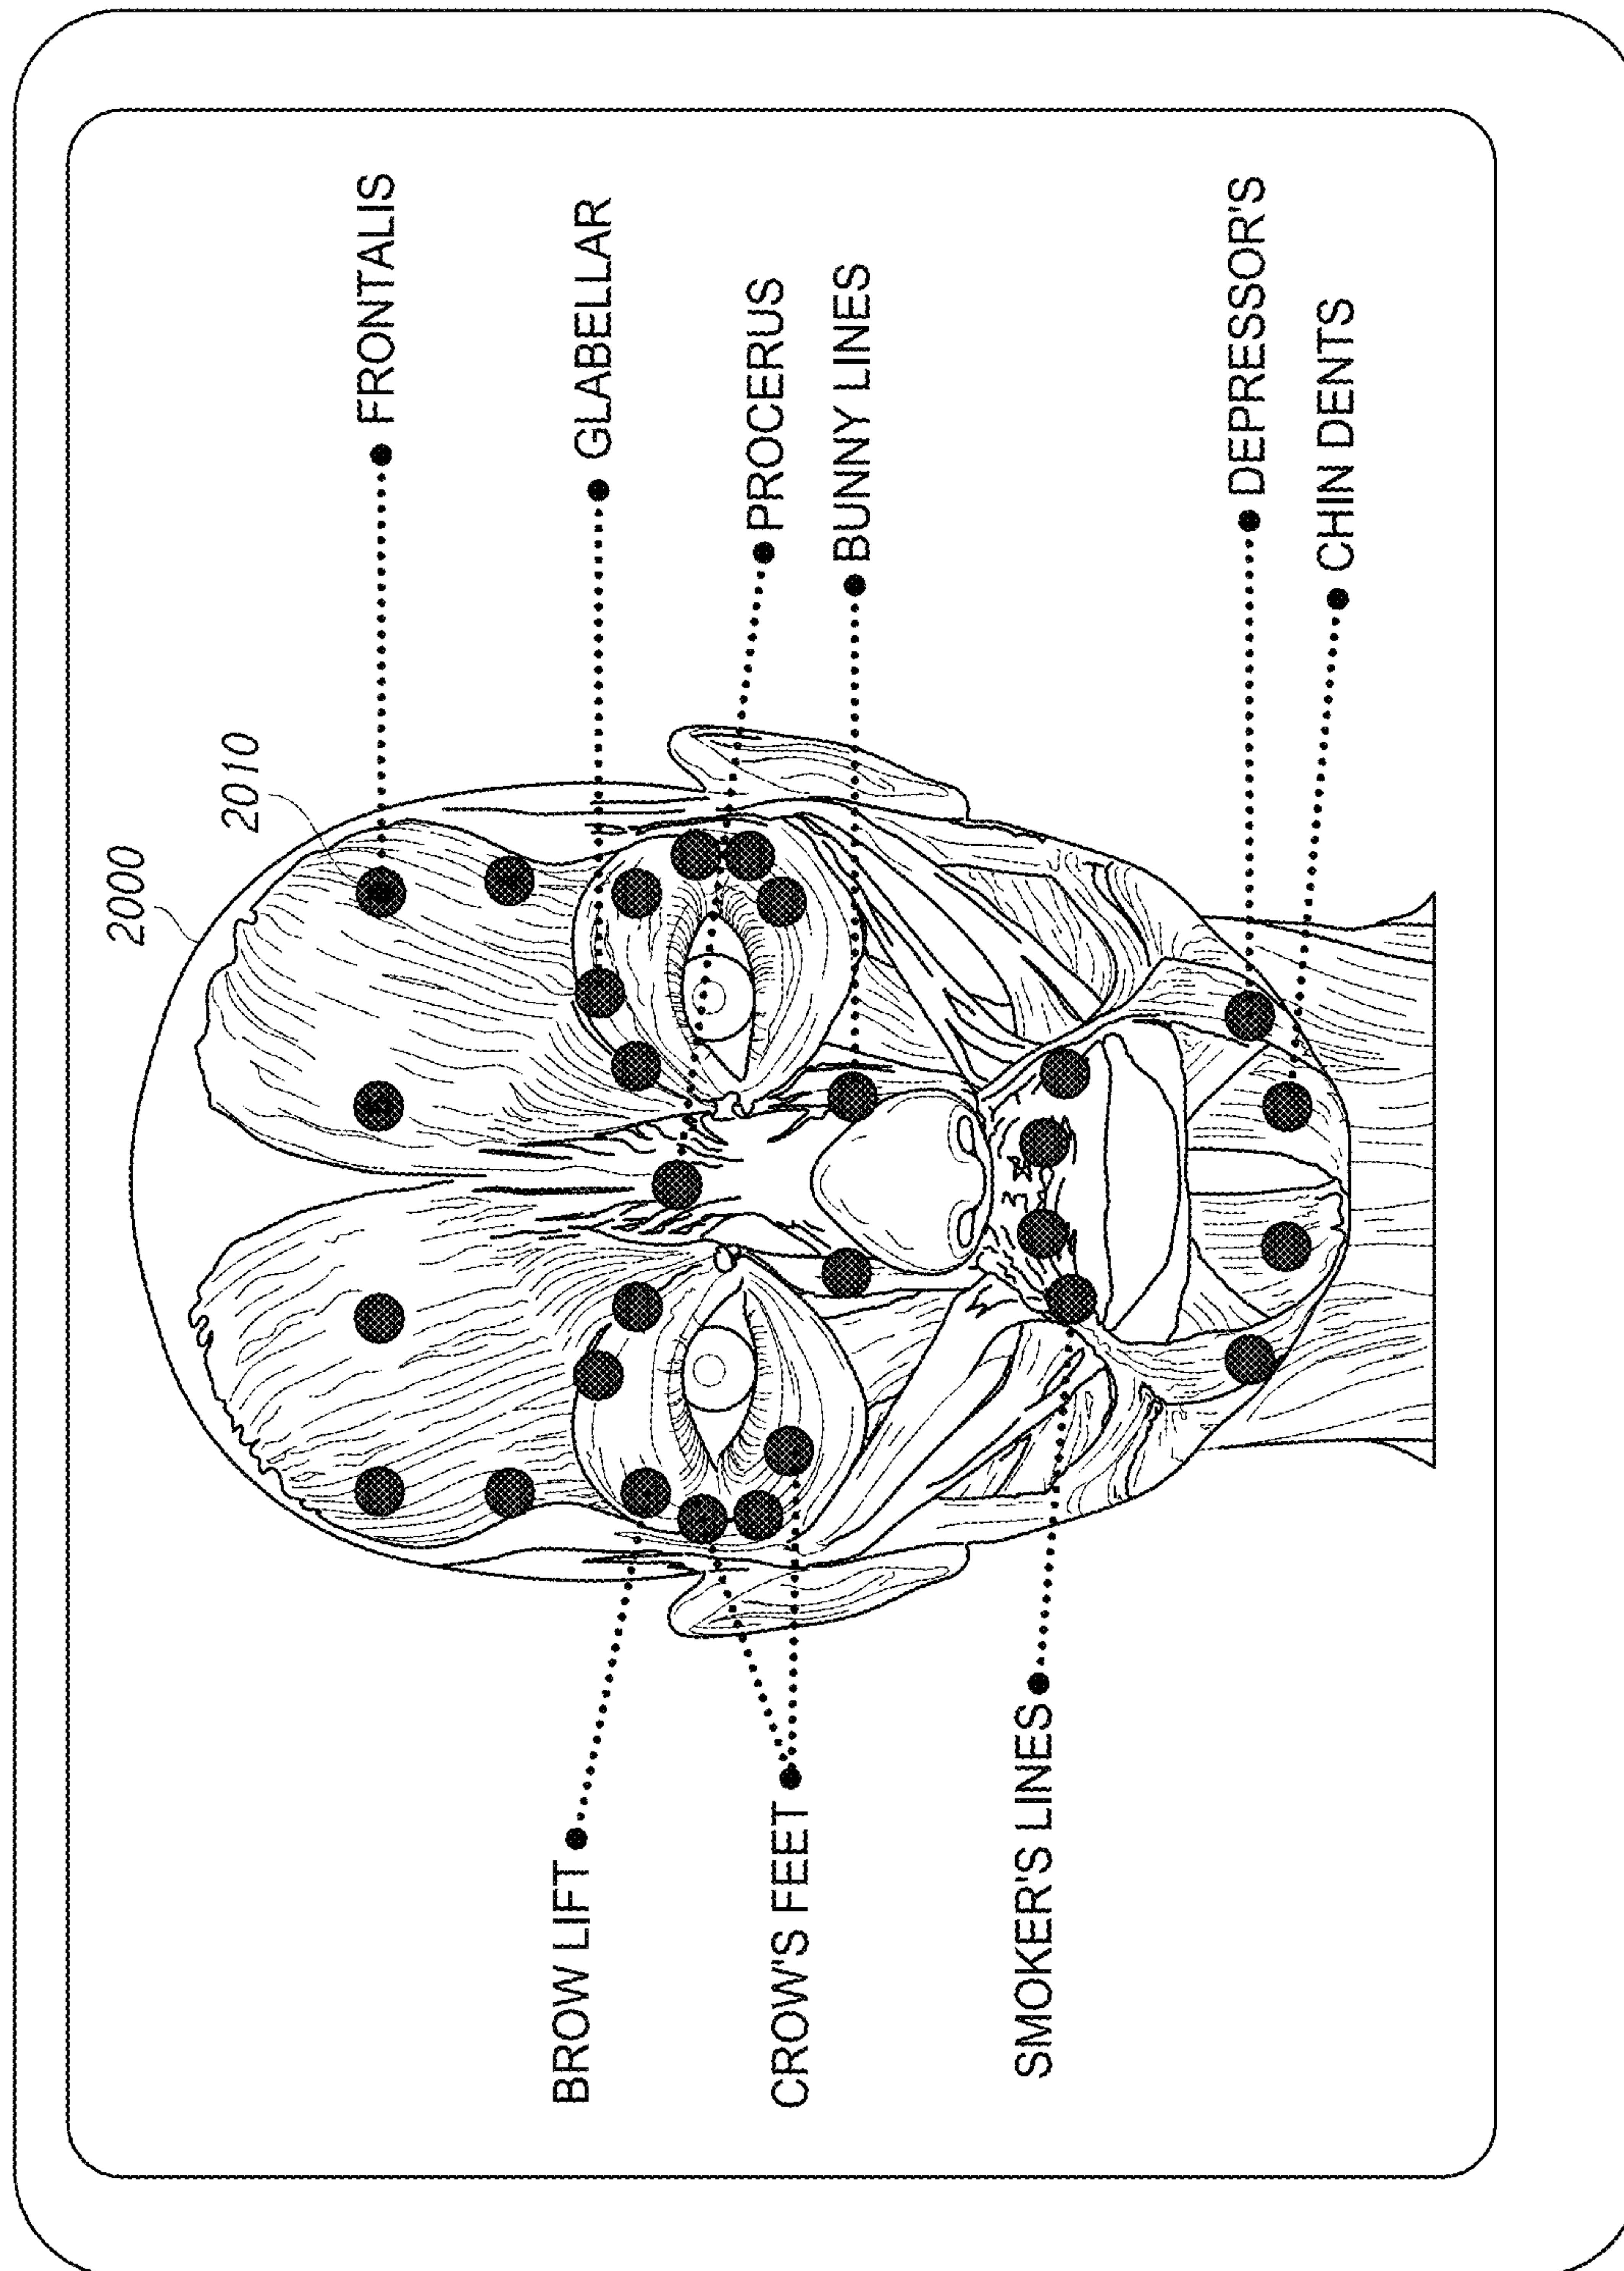 2000
2010
FRONTALIS
GLABELLAR
PROCERUS
BUNNY LINES
DEPRESSOR'S
CHIN DENTS
BROW LIFT
CROW'S FEET
SMOKER'S LINES